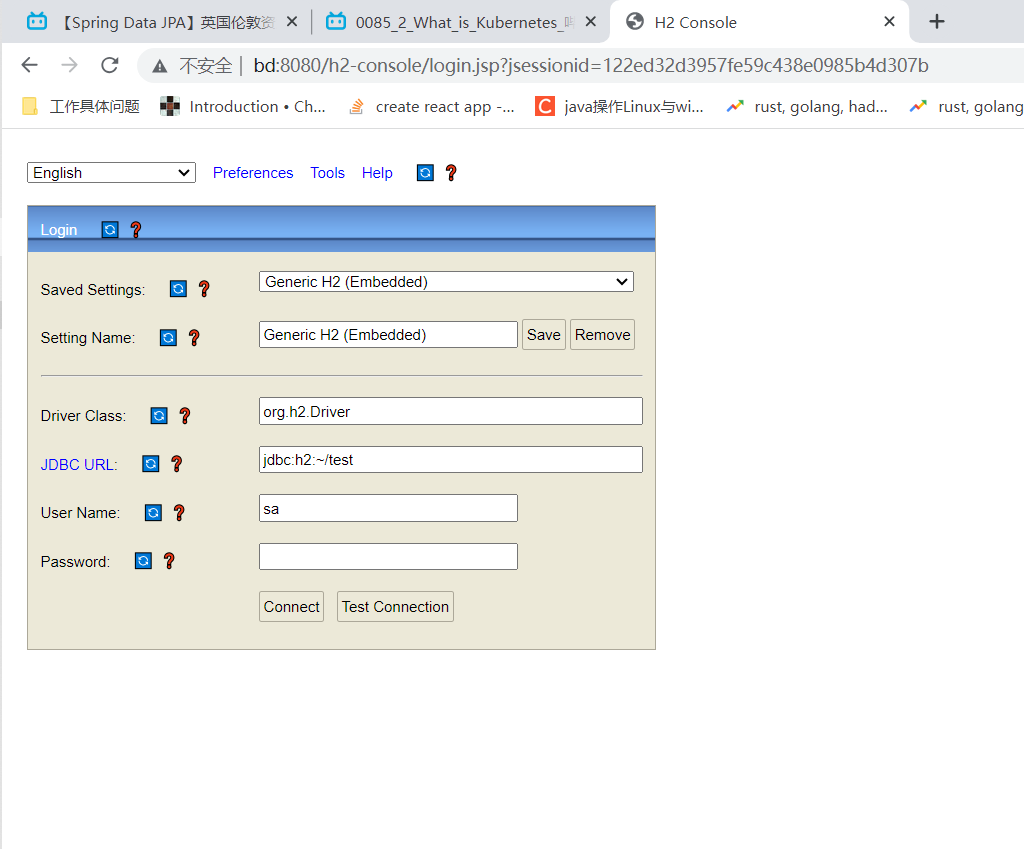 【Spring Data JPA】英国伦敦资
0085_2_What_is_Kubernetes_
H2 Console
不安全 | bd:8080/h2-console/login.jsp?jsessionid=122ed32d3957fe59c438e0985b4d307b
工作具体问题
Introduction • Ch...
create react app -...
C java操作Linux与wi...
rust, golang, had...
rust, golang
English
Preferences
Tools
Help
Login
Saved Settings: Generic H2 (Embedded)
Setting Name: Generic H2 (Embedded) Save Remove
Driver Class: org.h2.Driver
JDBC URL: jdbc:h2:~/test
User Name: sa
Password:
Connect Test Connection